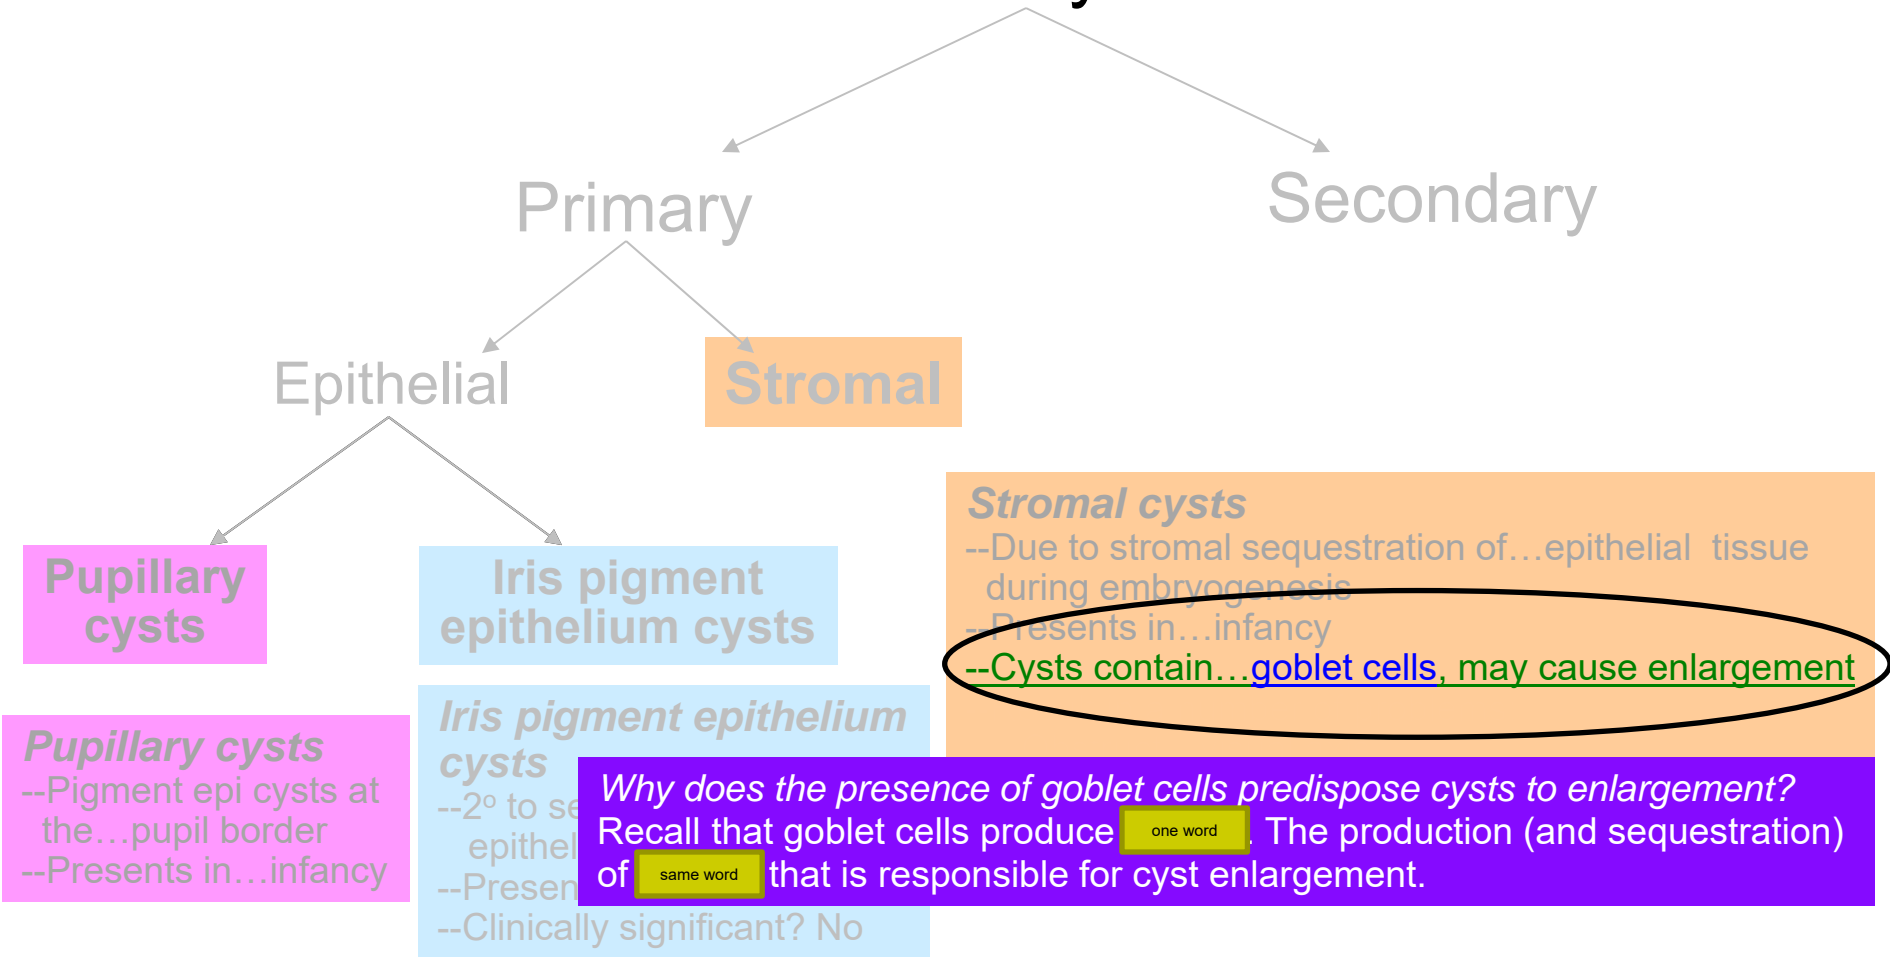 Primary
Secondary
Epithelial
Stromal
Pupillary
cysts
Iris pigment
epithelium cysts
Stromal cysts
--Due to stromal sequestration of…epithelial tissue
during embryogenesis
--Presents in…infancy
--Cysts contain…goblet cells, may cause enlargement
Pupillary cysts
--Pigment epi cysts at
the…pupil border
--Presents in…infancy
Iris pigment epithelium
cysts
--2º to
--Clinically significant? No
Why does the presence of goblet cells predispose cysts to enlargement?
Recall that goblet cells produce one word. The production (and sequestration)
of same word that is responsible for cyst enlargement.